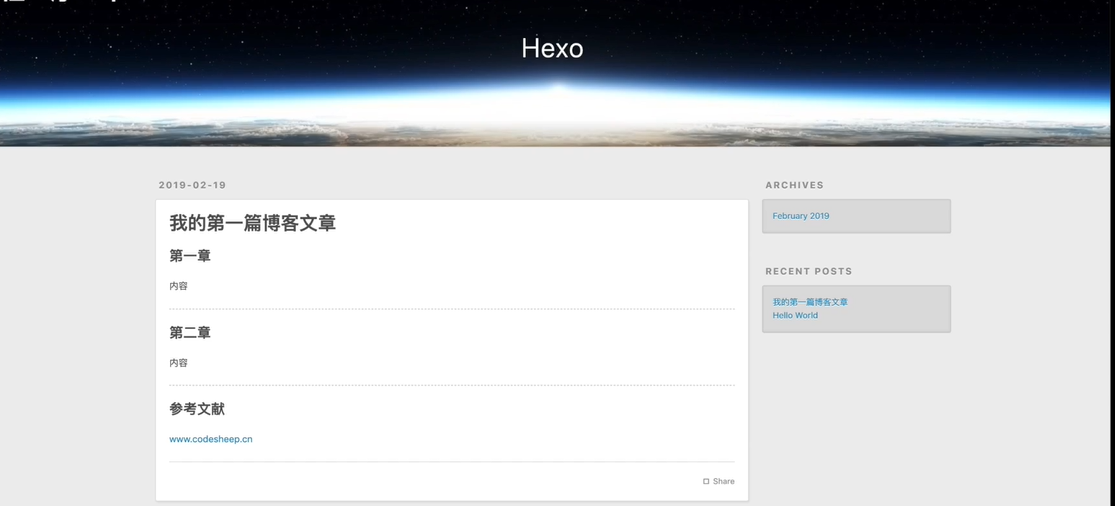 Hexo
2019-02-19
我的第一篇博客文章
第一章
内容
第二章
内容
参考文献
www.codesheep.cn
Share
ARCHIVES
February 2019
RECENT POSTS
我的第一篇博客文章
Hello World